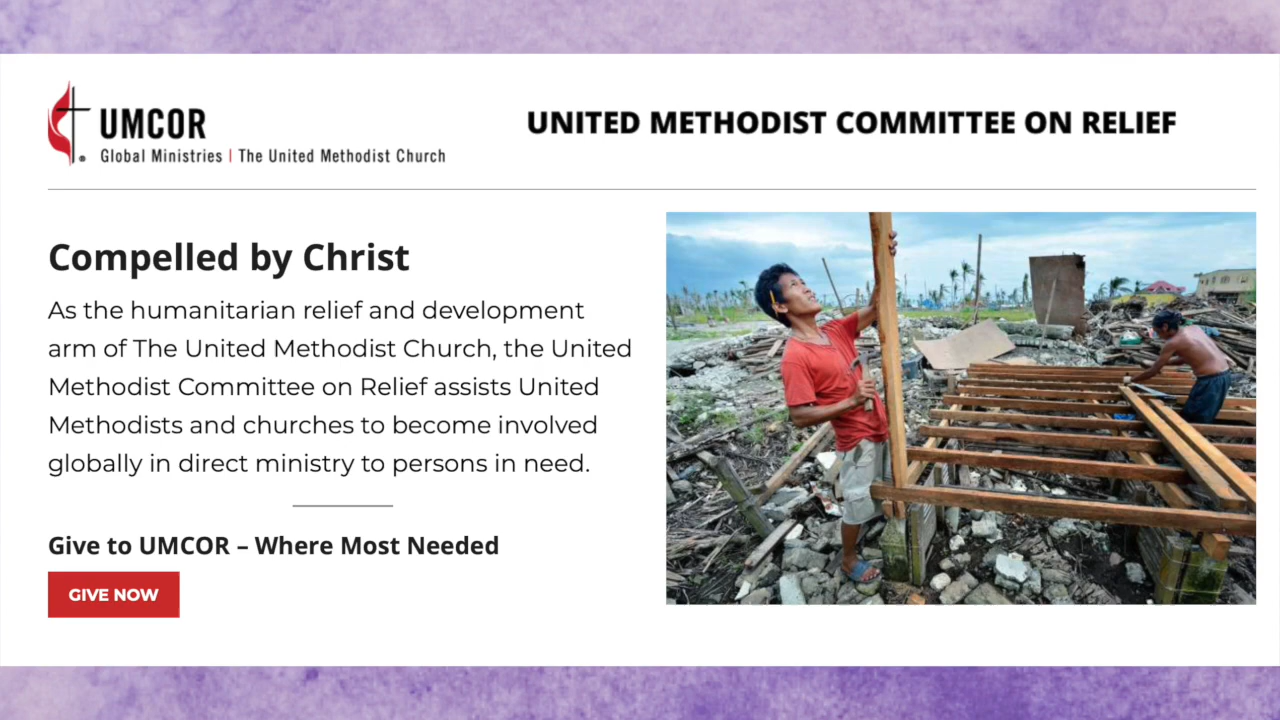 UMCOR
Global Ministries | The United Methodist Church
UNITED METHODIST COMMITTEE ON RELIEF
Compelled by Christ
As the humanitarian relief and development
arm of The United Methodist Church, the United
Methodist Committee on Relief assists United
Methodists and churches to become involved
globally in direct ministry to persons in need.
Give to UMCOR – Where Most Needed
GIVE NOW